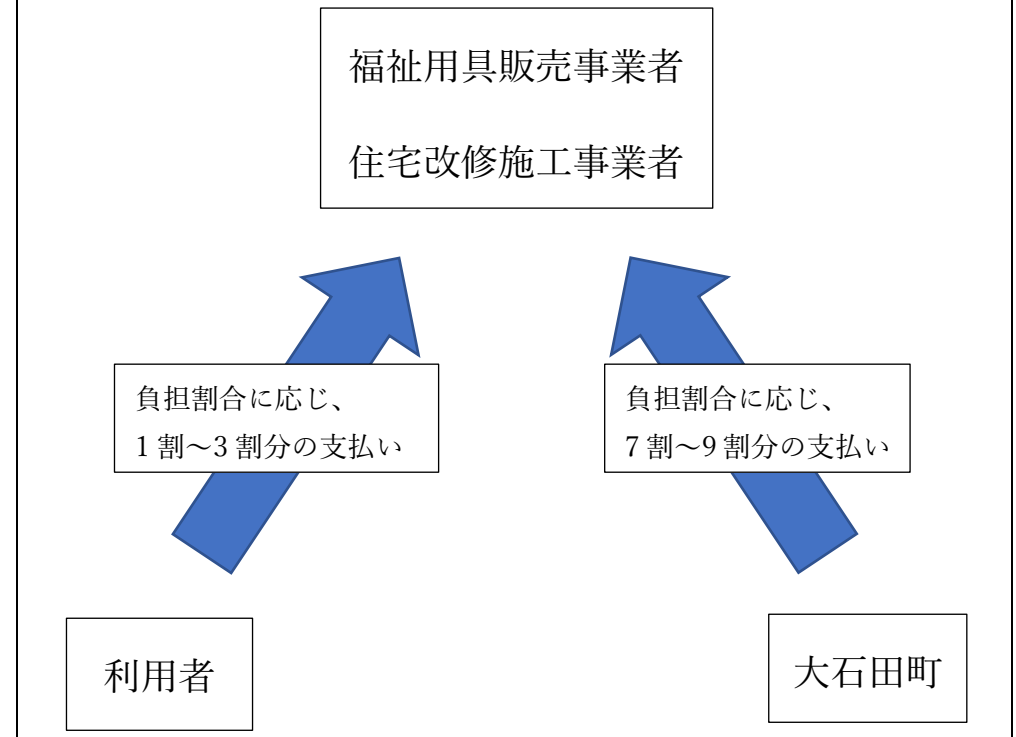 福祉用具販売事業者
住宅改修施工事業者
負担割合に応じ、
1割～3割分の支払い
負担割合に応じ、
7割～9割分の支払い
利用者
大石田町